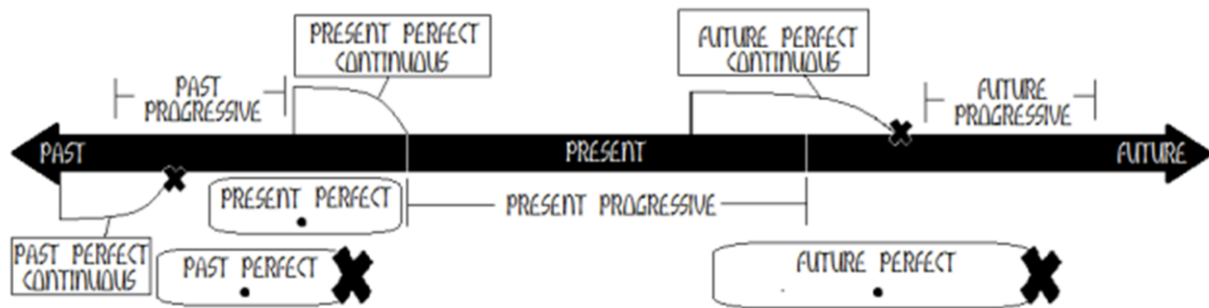 PRESENT PERFECT
CONTINUOUS
FUTURE PERFECT
CONTINUOUS
PAST
PROGRESSIVE
FUTURE
PROGRESSIVE
PAST
PRESENT
FUTURE
PRESENT PERFECT
PRESENT PROGRESSIVE
PAST PERFECT
CONTINUOUS
PAST PERFECT
FUTURE PERFECT